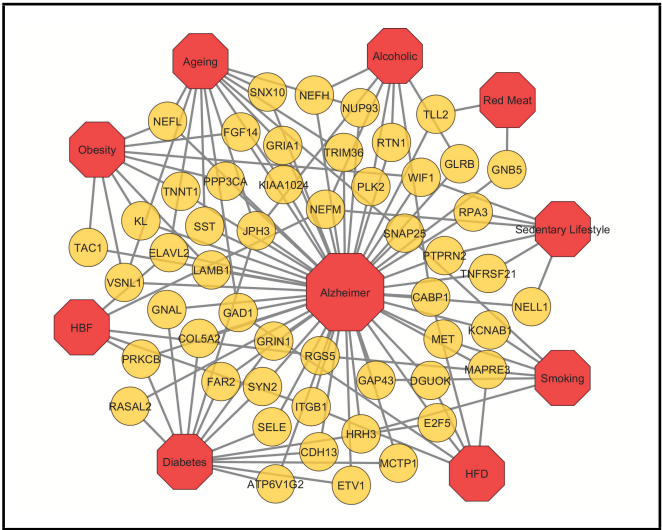 Ageing
Alcoholic
SNX10
NEFH
Red Meat
NUP93
TLL2
NEFL
FGF14
GRIA1
TRIM36
RTN1
Obesity
GLRB
GNB5
TNNT1
PPP3CA
KIAA1024
PLK2
WIF1
KL
SST
JPH3
NEFM
SNAP25
RPA3
Sedentary Lifestyle
TAC1
ELAVL2
LAMB1
PTPRN2
TNFRSF21
VSNL1
Alzheimer
CABP1
NELL1
GNAL
GAD1
HBF
COL5A2
GRIN1
MET
KCNAB1
PRKCB
RGS5
MAPRE3
FAR2
SYN2
GAP43
DGUOK
Smoking
RASAL2
ITGB1
SELE
HRH3
E2F5
CDH13
Diabetes
MCTP1
HFD
ATP6V1G2
ETV1